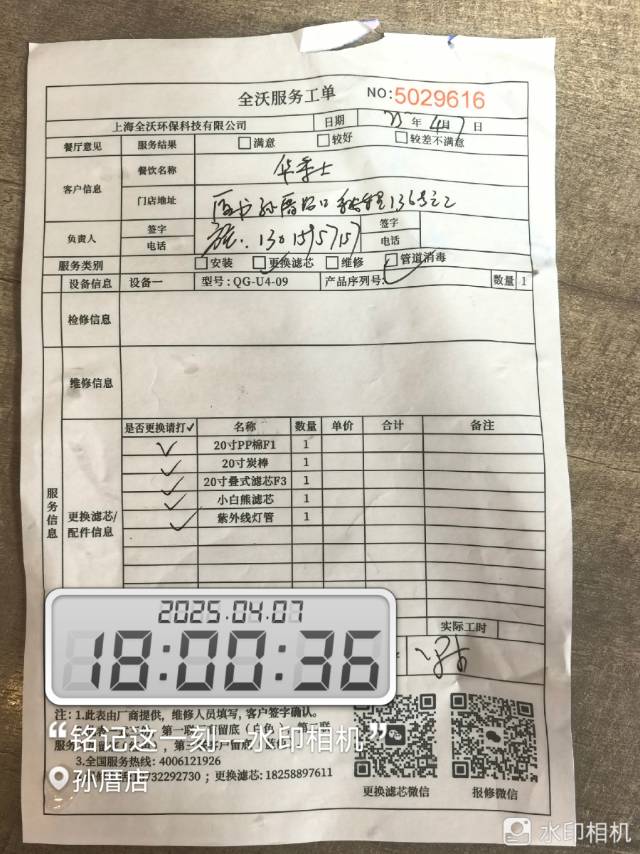 全沃服务工单 NO:5029616
上海全沃环保科技有限公司 日期 25年4月7日
餐厅意见 服务结果 满意 较好 较差不满意
客户信息 餐饮名称 华莱士
门店地址
负责人 签字 签字
电话 电话
服务类别 安装 更换滤芯 维修 管道消毒
设备信息 设备一 型号: QG-U4-09 产品序列号: 数量 1
检修信息
维修信息
服务信息
更换滤芯/配件信息
是否更换请打✓ 名称 数量 单价 合计 备注
✓ 20寸PP棉F1 1
✓ 20寸炭棒 1
✓ 20寸叠式滤芯F3 1
✓ 小白熊滤芯 1
✓ 紫外线灯管 1
实际工时
2025.04.07
18:00:36
注: 1.此表由厂商提供, 维修人员填写, 客户签字确认。
“铭记这一刻 - 水印相机”
3.全国服务热线: 4006121926
732292730 ; 更换滤芯: 18258897611
孙厝店
更换滤芯微信 报修微信
水印相机